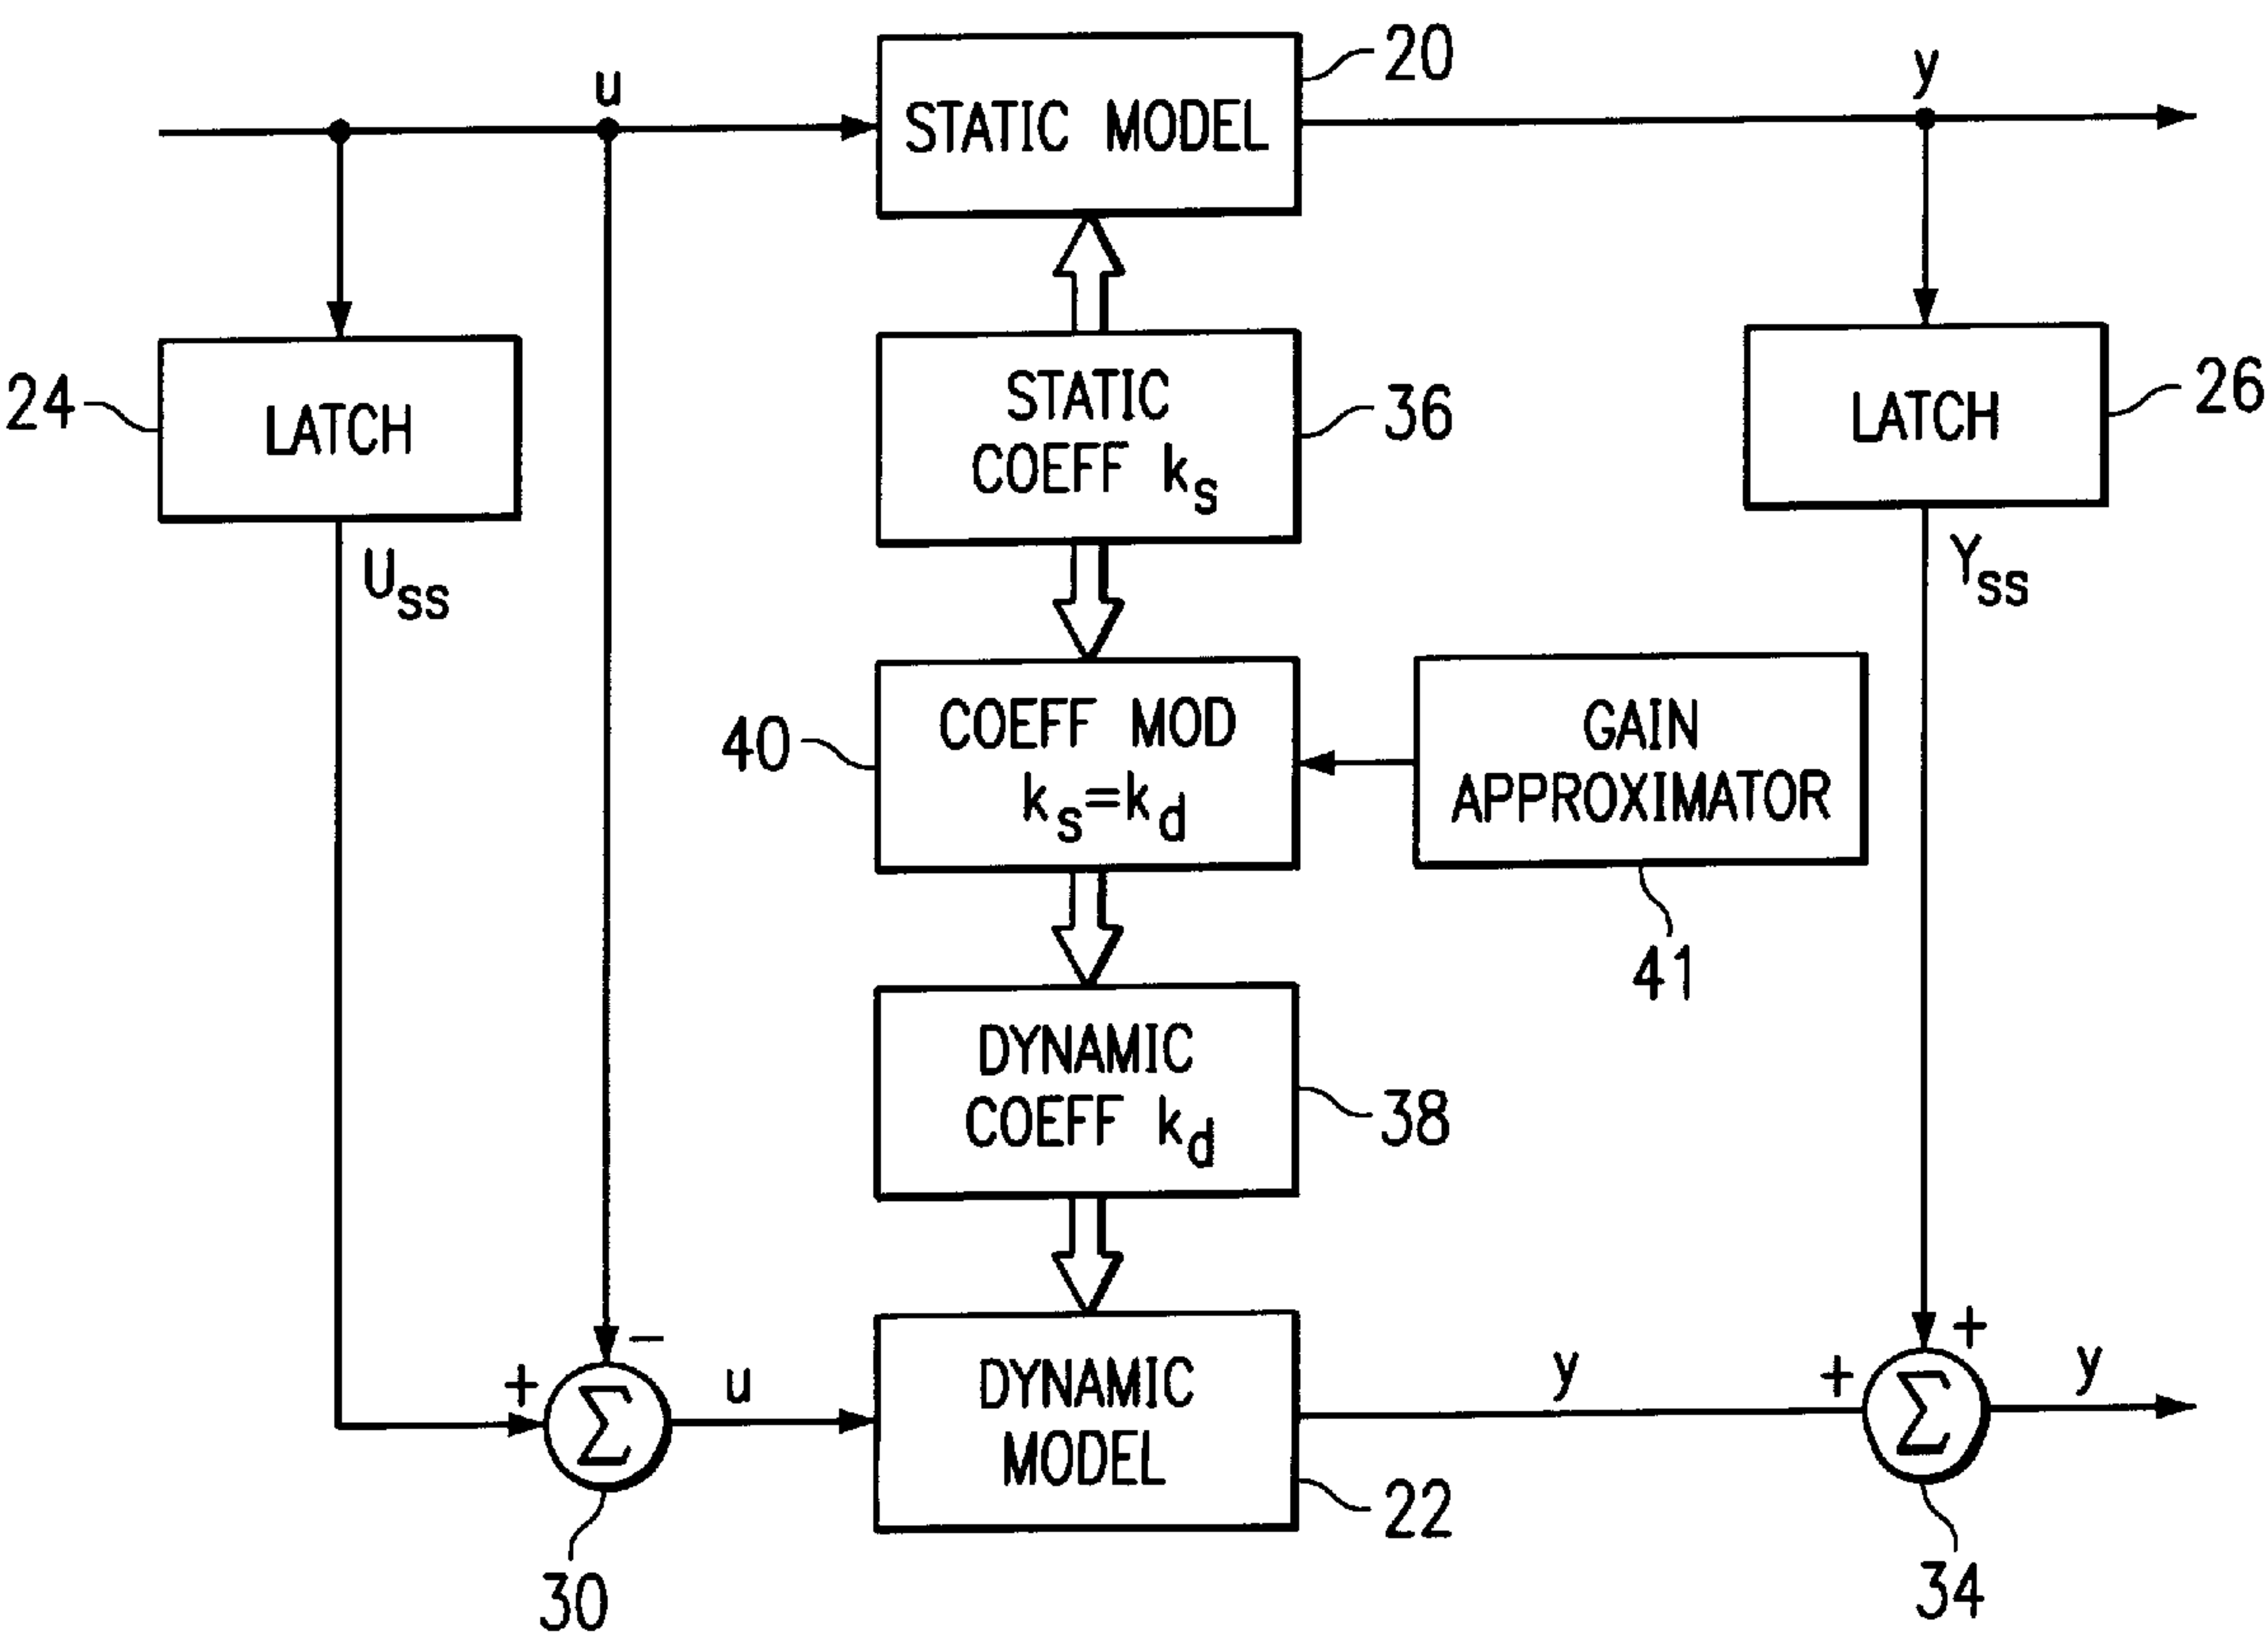 20
u
y
STATIC MODEL
24
LATCH
STATIC
COEFF k_s
36
LATCH
26
U_ss
Y_ss
40
COEFF MOD
k_s=k_d
GAIN
APPROXIMATOR
41
DYNAMIC
COEFF k_d
38
−
+
Σ
u
30
DYNAMIC
MODEL
22
y
+
+
Σ
y
34